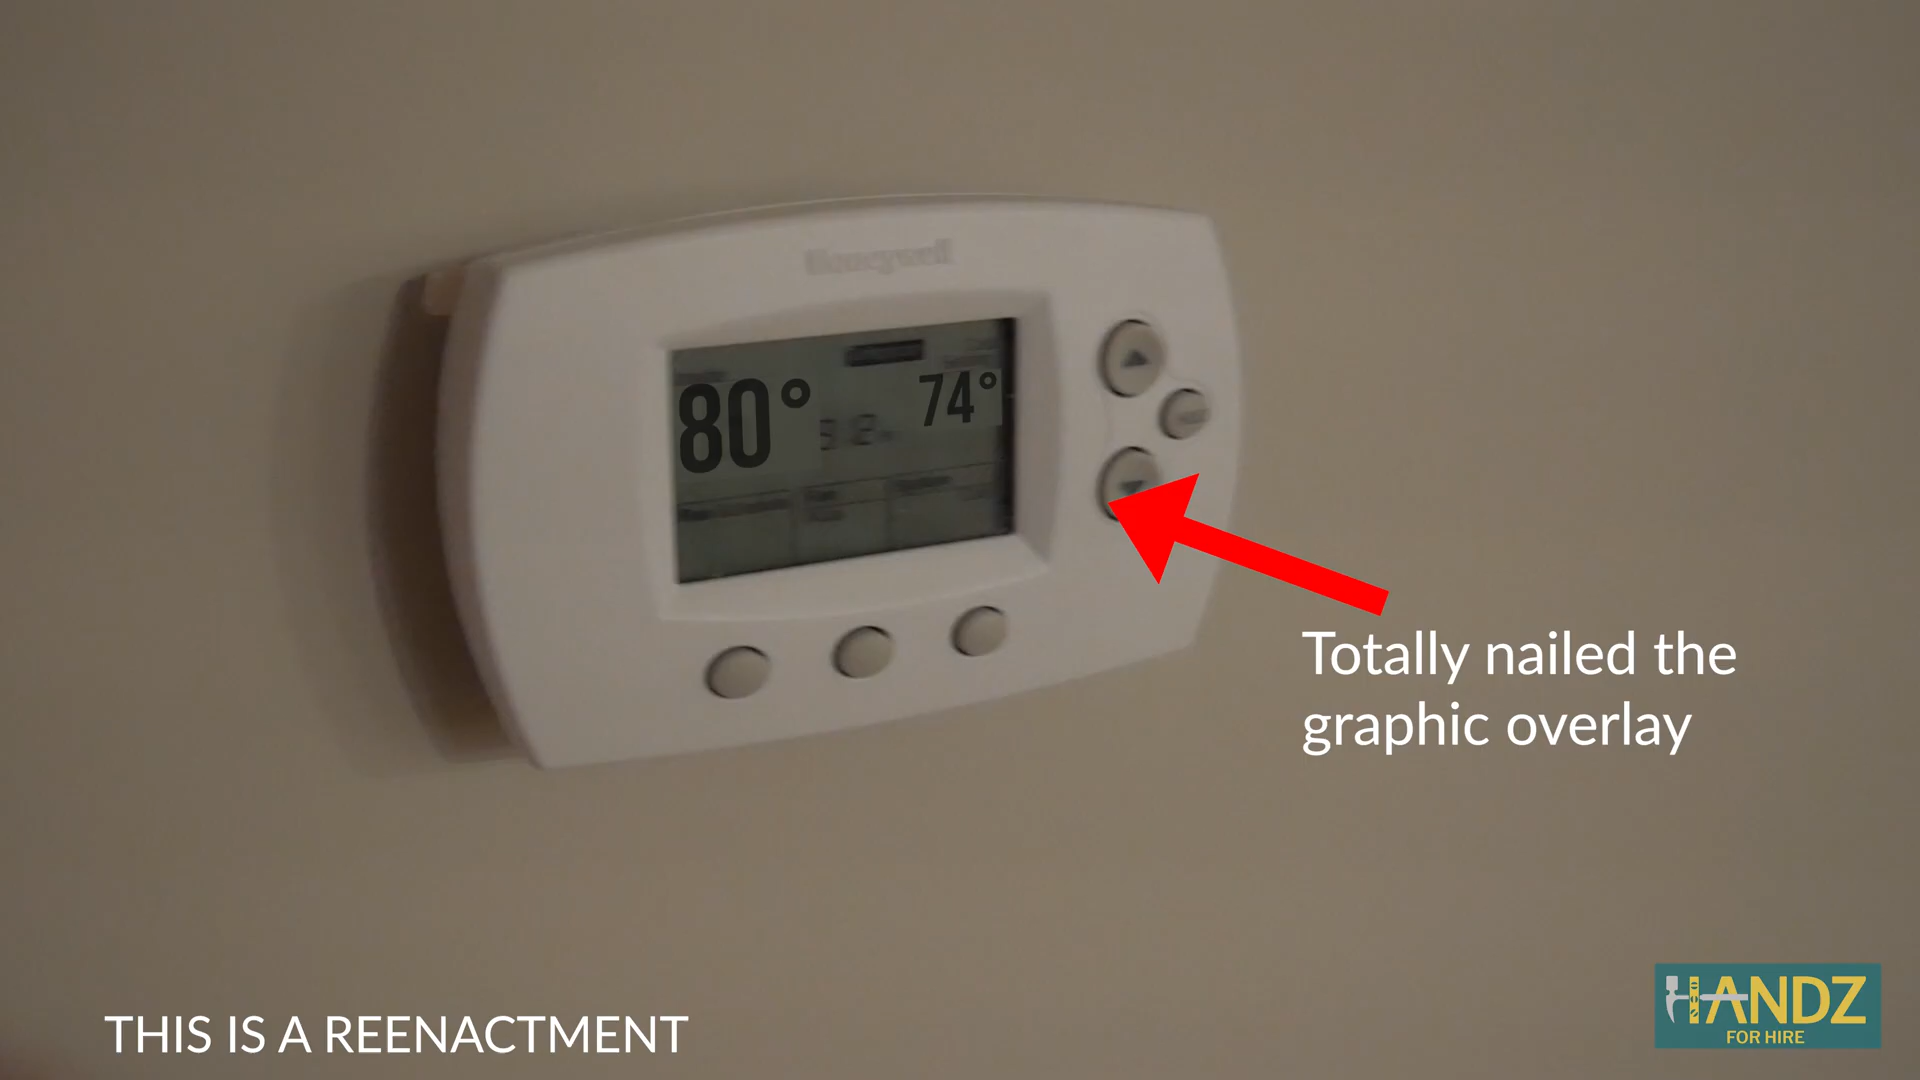 Honeywell
80°
74°
Totally nailed the
graphic overlay
THIS IS A REENACTMENT
HANDZ
FOR HIRE